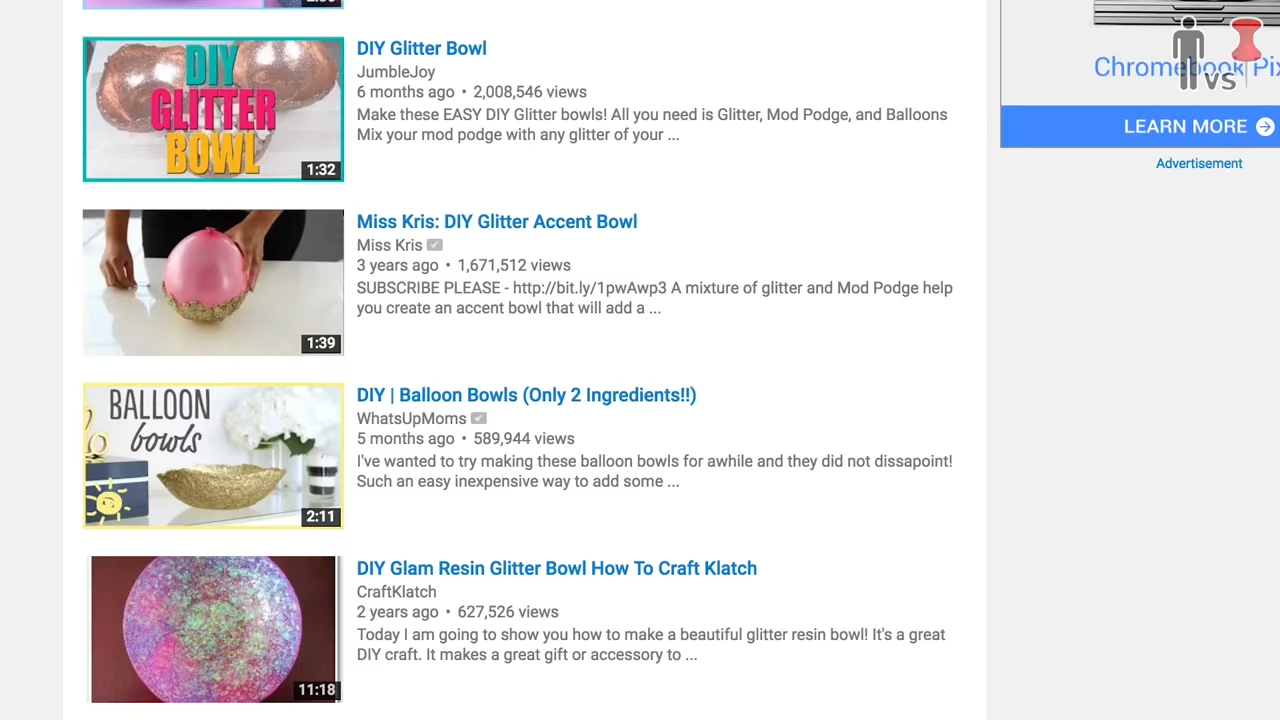 DIY Glitter Bowl
JumbleJoy
6 months ago • 2,008,546 views
Make these EASY DIY Glitter bowls! All you need is Glitter, Mod Podge, and Balloons
Mix your mod podge with any glitter of your ...
DIY
GLITTER
BOWL
1:32
Miss Kris: DIY Glitter Accent Bowl
Miss Kris
3 years ago • 1,671,512 views
SUBSCRIBE PLEASE - http://bit.ly/1pwAwp3 A mixture of glitter and Mod Podge help
you create an accent bowl that will add a ...
1:39
DIY | Balloon Bowls (Only 2 Ingredients!!)
WhatsUpMoms
5 months ago • 589,944 views
I've wanted to try making these balloon bowls for awhile and they did not dissapoint!
Such an easy inexpensive way to add some ...
BALLOON
bowls
2:11
DIY Glam Resin Glitter Bowl How To Craft Klatch
CraftKlatch
2 years ago • 627,526 views
Today I am going to show you how to make a beautiful glitter resin bowl! It's a great
DIY craft. It makes a great gift or accessory to ...
11:18
Chromebook Pix
VS
LEARN MORE
Advertisement